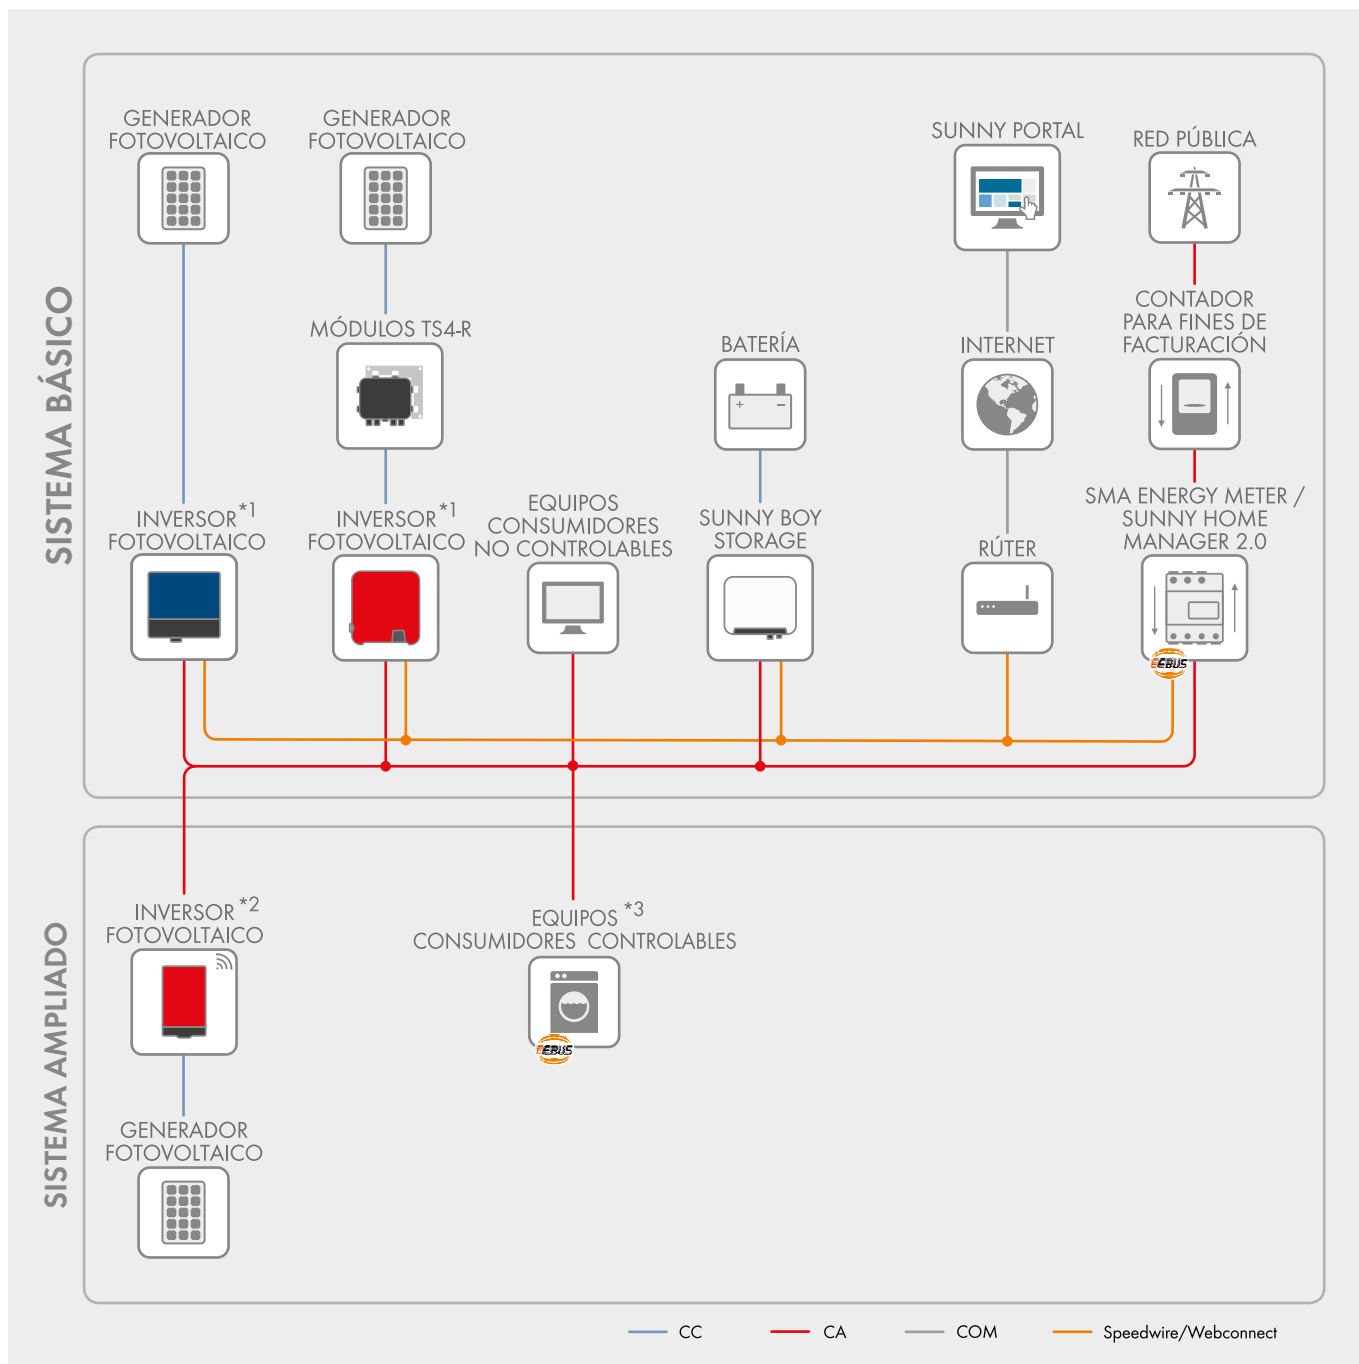 SISTEMA BÁSICO
GENERADOR
FOTOVOLTAICO
GENERADOR
FOTOVOLTAICO
SUNNY PORTAL
RED PÚBLICA
MÓDULOS TS4-R
BATERÍA
+ −
INTERNET
CONTADOR
PARA FINES DE
FACTURACIÓN
INVERSOR*1
FOTOVOLTAICO
INVERSOR*1
FOTOVOLTAICO
EQUIPOS
CONSUMIDORES
NO CONTROLABLES
SUNNY BOY
STORAGE
RÚTER
SMA ENERGY METER /
SUNNY HOME
MANAGER 2.0
EEBUS
SISTEMA AMPLIADO
INVERSOR*2
FOTOVOLTAICO
EQUIPOS *3
CONSUMIDORES CONTROLABLES
EEBUS
GENERADOR
FOTOVOLTAICO
CC
CA
COM
Speedwire/Webconnect